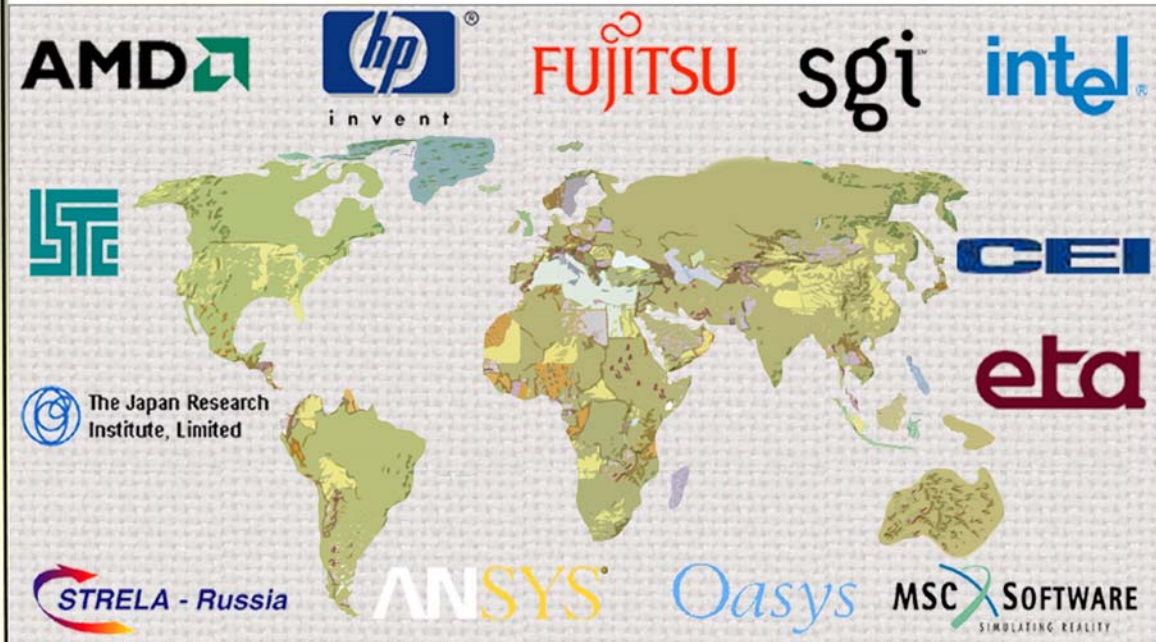 AMD
hp
invent
FUJITSU
sgi
intel
LSTC
CEI
eta
The Japan Research
Institute, Limited
STRELA - Russia
ANSYS
Oasys
MSC SOFTWARE
SIMULATING REALITY